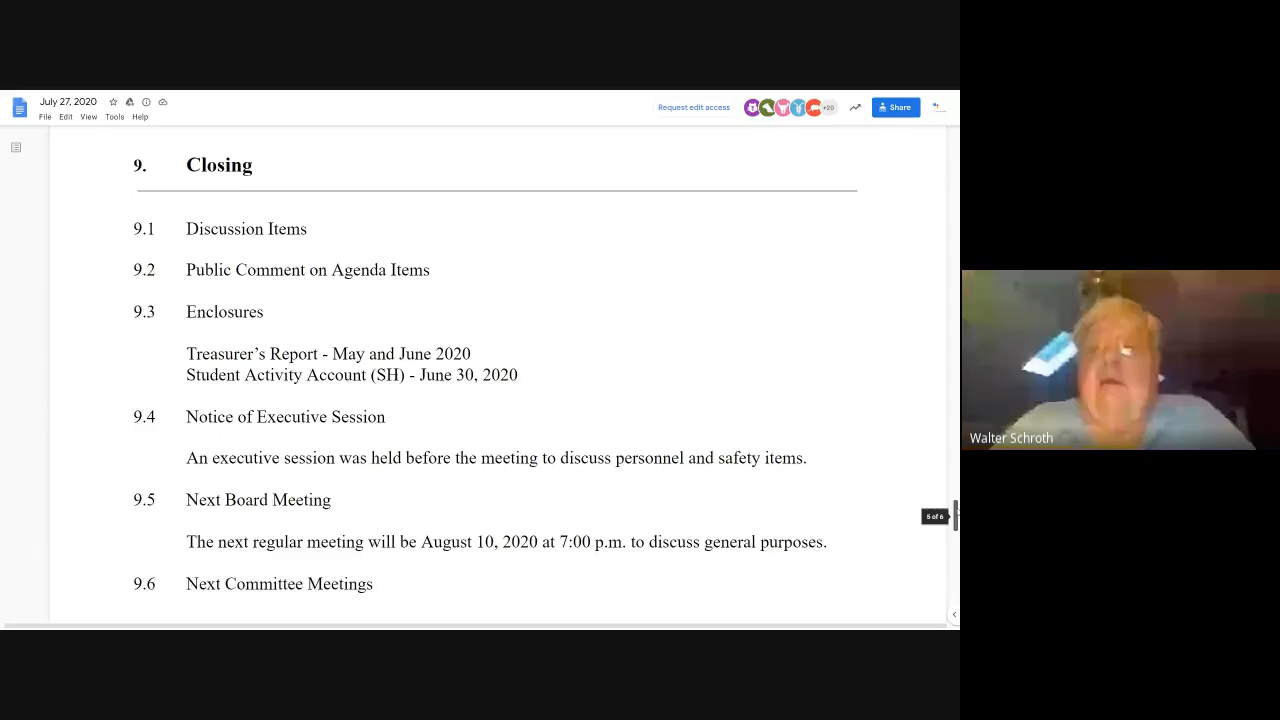 July 27, 2020
File Edit View Tools Help
Request edit access
+20
Share
9. Closing
9.1 Discussion Items
9.2 Public Comment on Agenda Items
9.3 Enclosures
Treasurer’s Report - May and June 2020
Student Activity Account (SH) - June 30, 2020
9.4 Notice of Executive Session
An executive session was held before the meeting to discuss personnel and safety items.
9.5 Next Board Meeting
5 of 6
The next regular meeting will be August 10, 2020 at 7:00 p.m. to discuss general purposes.
9.6 Next Committee Meetings
Walter Schroth